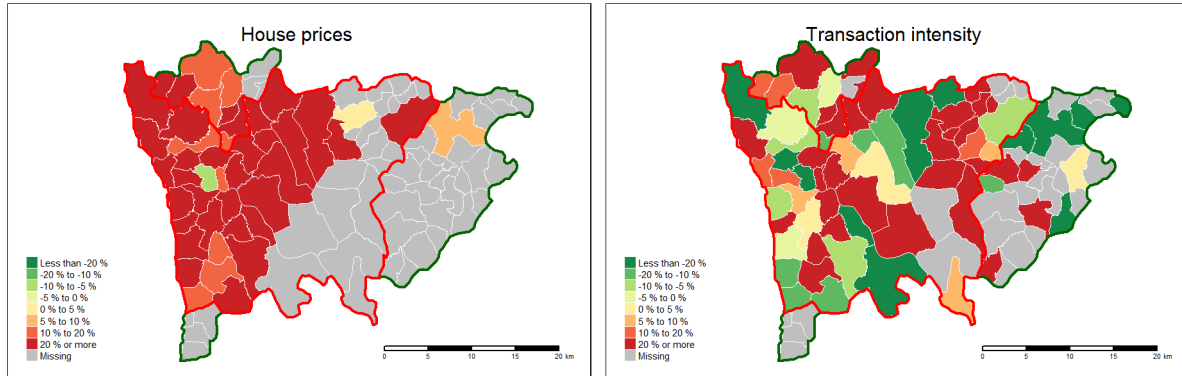 House prices
Less than -20 %
-20 % to -10 %
-10 % to -5 %
-5 % to 0 %
0 % to 5 %
5 % to 10 %
10 % to 20 %
20 % or more
Missing
0 5 10 15 20 km
Transaction intensity
Less than -20 %
-20 % to -10 %
-10 % to -5 %
-5 % to 0 %
0 % to 5 %
5 % to 10 %
10 % to 20 %
20 % or more
Missing
0 5 10 15 20 km